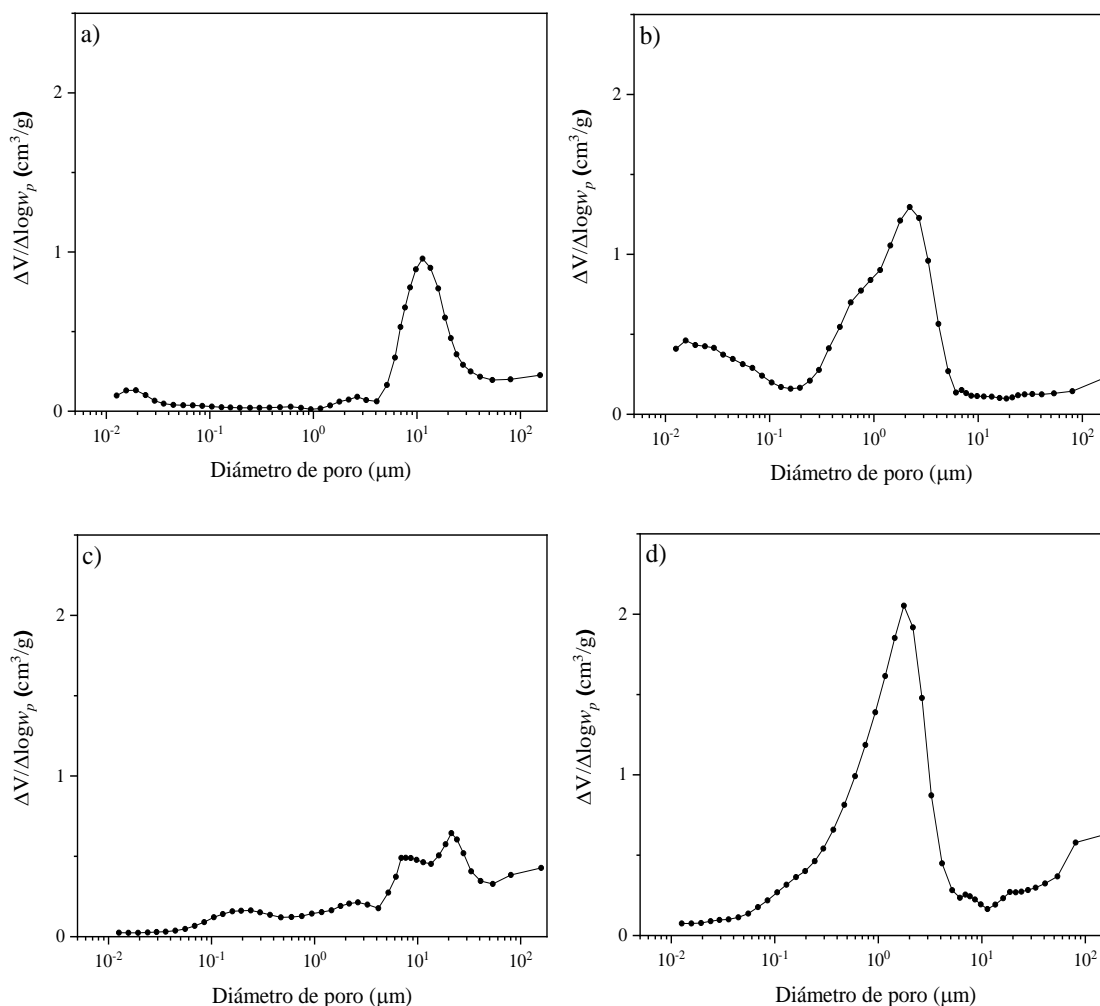 a)
2
1
0
ΔV/Δlogw_p (cm³/g)
10⁻² 10⁻¹ 10⁰ 10¹ 10²
Diámetro de poro (μm)
b)
2
1
0
ΔV/Δlogw_p (cm³/g)
10⁻² 10⁻¹ 10⁰ 10¹ 10²
Diámetro de poro (μm)
c)
2
1
0
ΔV/Δlogw_p (cm³/g)
10⁻² 10⁻¹ 10⁰ 10¹ 10²
Diámetro de poro (μm)
d)
2
1
0
ΔV/Δlogw_p (cm³/g)
10⁻² 10⁻¹ 10⁰ 10¹ 10²
Diámetro de poro (μm)